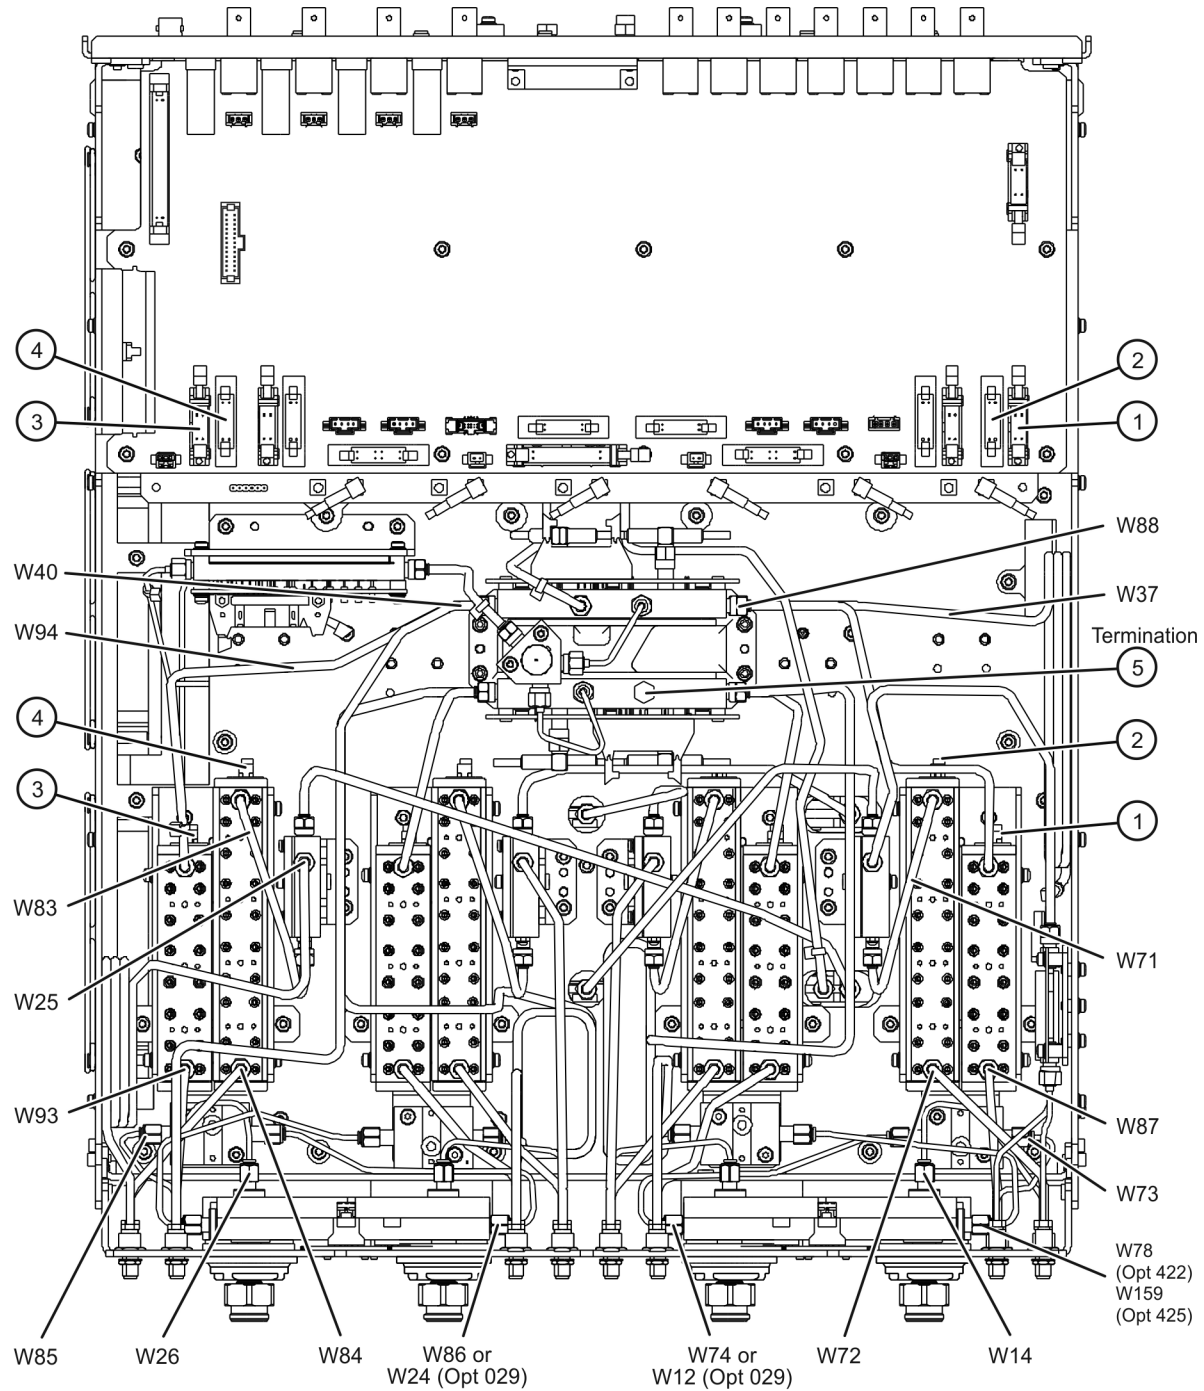 4
3
2
1
W88
W40
W37
W94
Termination
5
4
2
3
1
W83
W25
W71
W93
W87
W73
W78
(Opt 422)
W159
(Opt 425)
W85
W26
W84
W86 or
W24 (Opt 029)
W74 or
W12 (Opt 029)
W72
W14